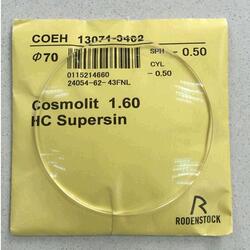 COEH 13071-0402
Φ70
SPH - 0.50
CYL
- 0.50
0115214660
24054-62-43FNL
Cosmolit 1.60
HC Supersin
R
RODENSTOCK